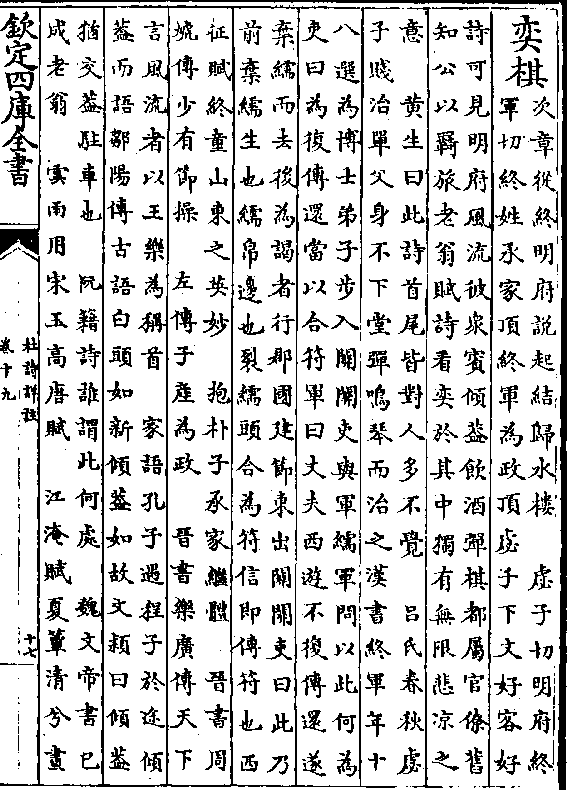 奕棋
次章從終明府說起結歸水樓　虙子切明府終
軍切終姓承家頂終軍為政頂虙子下文好客好
詩可見明府風流彼衆賓傾葢飲酒彈棋都屬官僚舊
知公以羇旅老翁賦詩看奕於其中獨有無限悲凉之
意　黄生曰此詩首尾皆對人多不覺　吕氏春秋虙
子賤治單父身不下堂彈鳴琴而治之漢書終軍年十
八選為博士弟子步入關關吏與軍繻軍問以此何為
吏曰為復傳還當以合符軍曰丈夫西遊不復傳還遂
棄繻而去後為謁者行郡國建節東出關關吏曰此乃
前棄繻生也繻帛邊也裂繻頭合為符信即傳符也　西
征賦終童山東之英妙　抱朴子承家繼體　晉書周
虓傳少有節操　左傳子産為政　晉書樂廣傳天下
言風流者以王樂為稱首　家語孔子遇程子於途傾
葢而語鄒陽傳古語白頭如新傾葢如故文穎曰傾葢
猶交葢駐車也　阮籍詩誰謂此何處　魏文帝書已
成老翁　雲雨用宋玉高唐賦　江淹賦夏簟清兮晝
欽定四庫全書
杜詩詳註
卷十九
十七